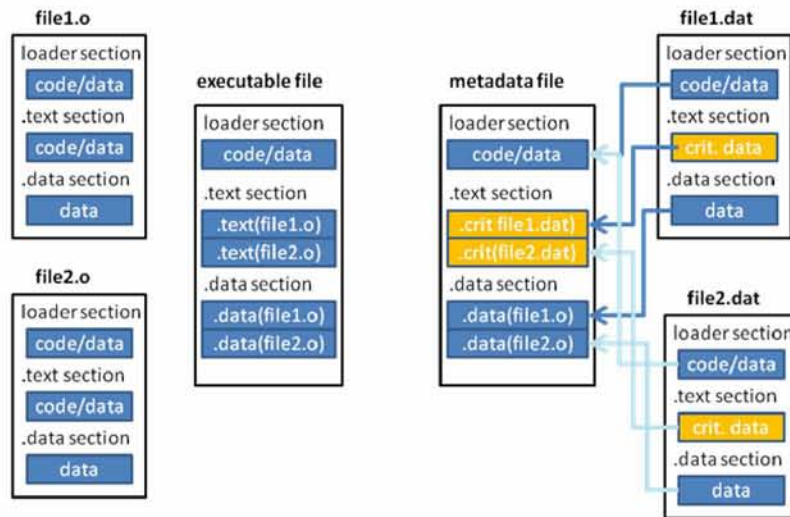 file1.o
loader section
code/data
.text section
code/data
.data section
data
file2.o
loader section
code/data
.text section
code/data
.data section
data
executable file
loader section
code/data
.text section
.text(file1.o)
.text(file2.o)
.data section
.data(file1.o)
.data(file2.o)
metadata file
loader section
code/data
.text section
.crit file1.dat)
.crit(file2.dat)
.data section
.data(file1.o)
.data(file2.o)
file1.dat
loader section
code/data
.text section
crit. data
.data section
data
file2.dat
loader section
code/data
.text section
crit. data
.data section
data